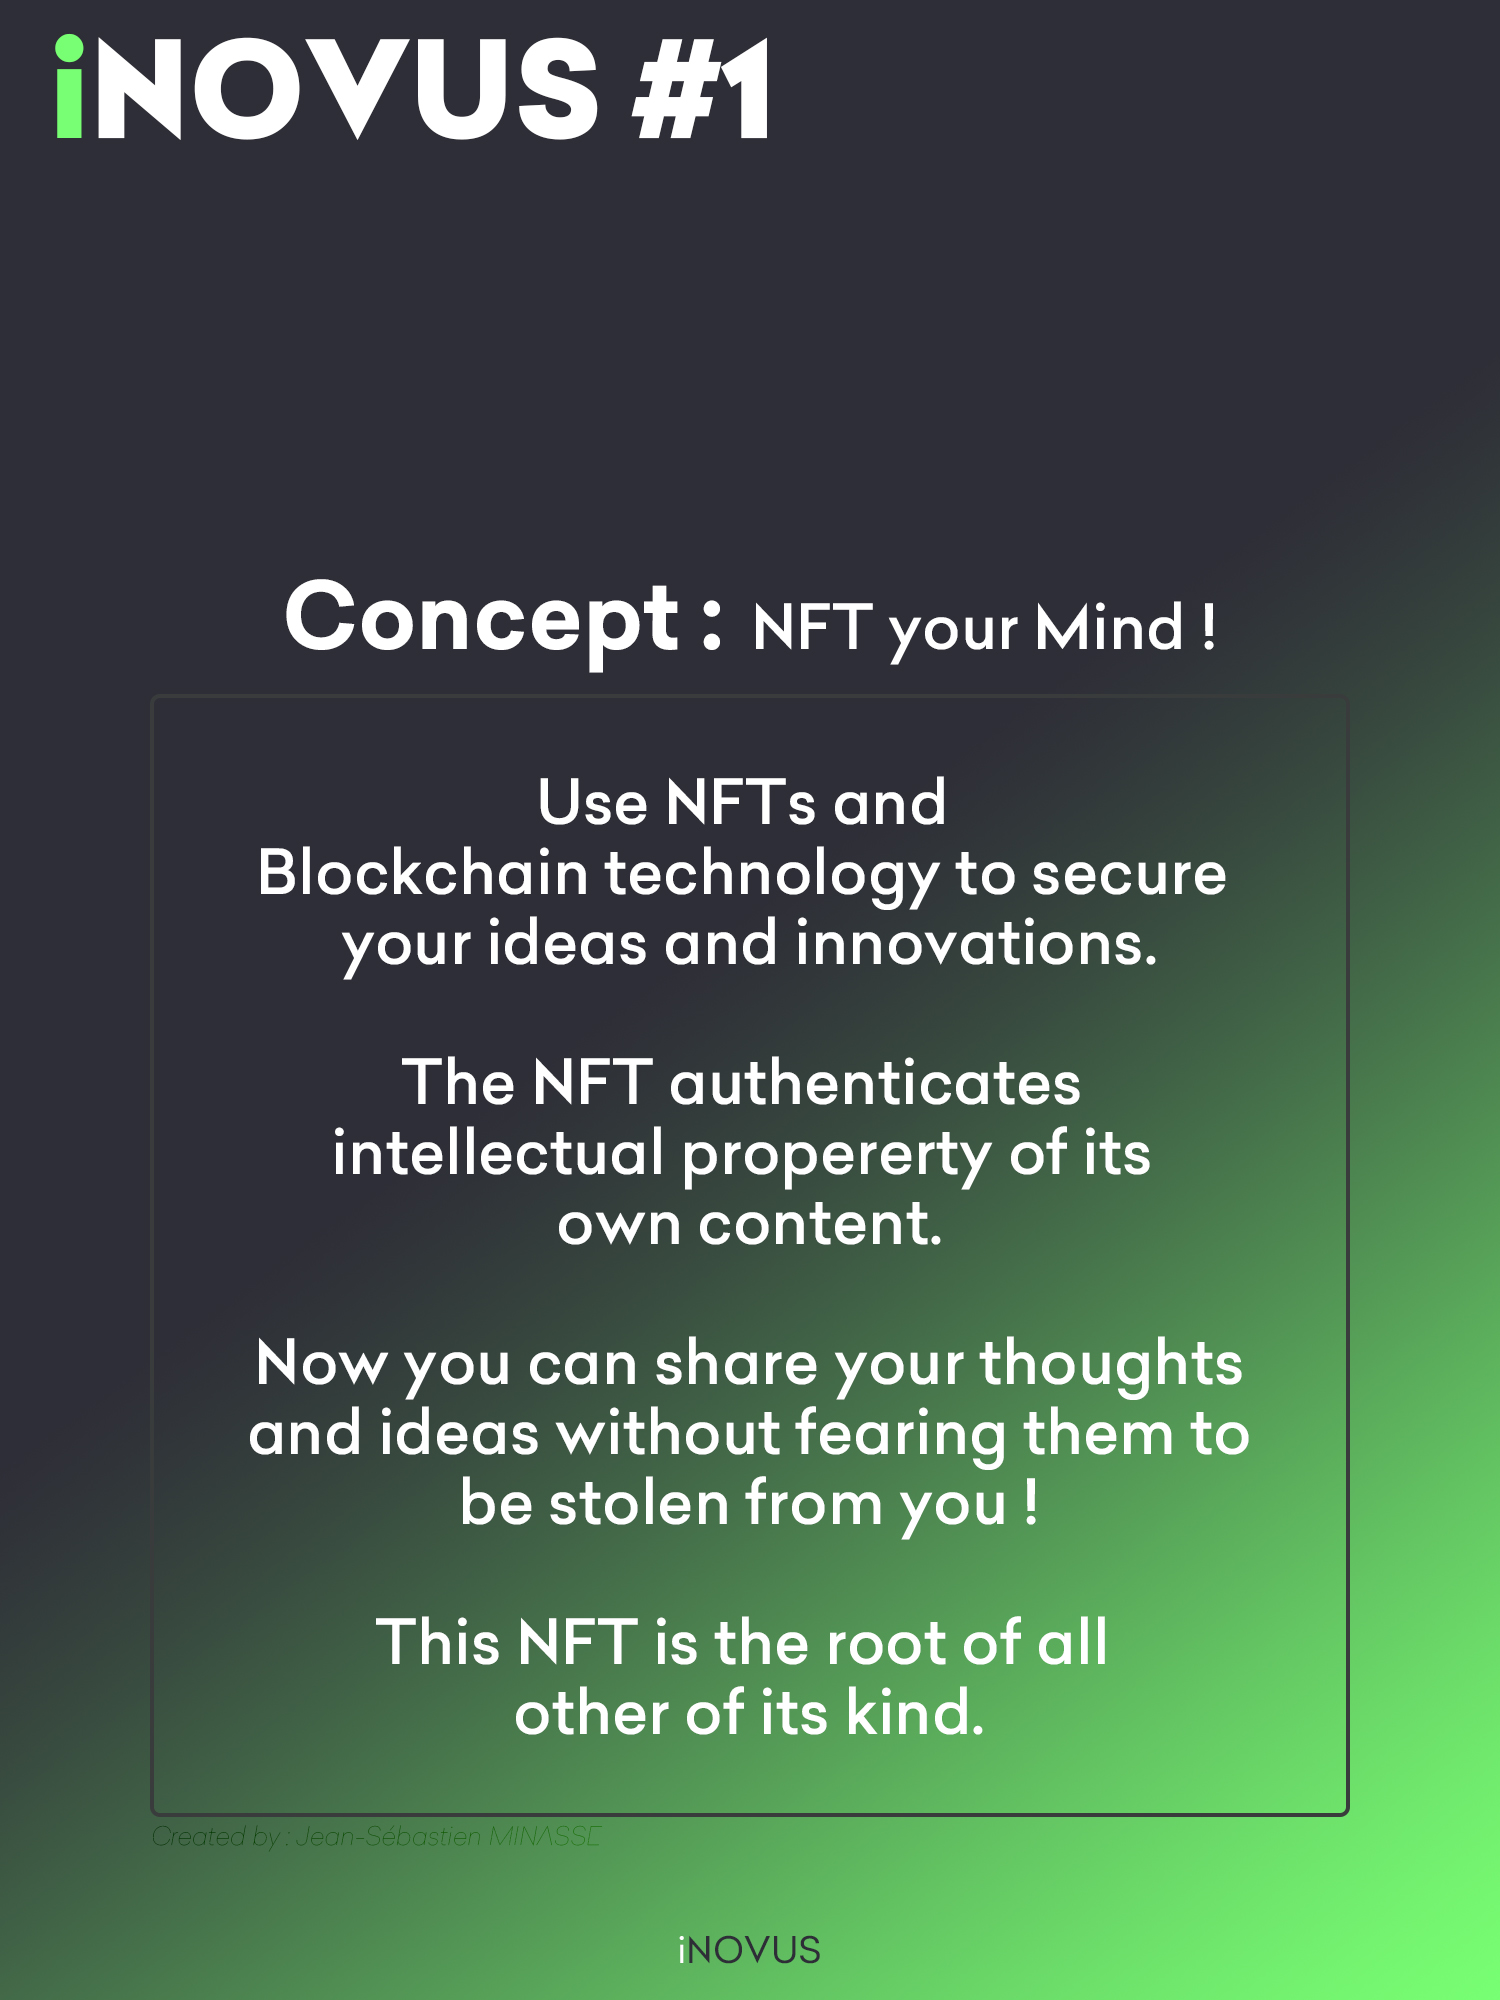 iNOVUS #1
Concept : NFT your Mind !
Use NFTs and
Blockchain technology to secure
your ideas and innovations.
The NFT authenticates
intellectual propererty of its
own content.
Now you can share your thoughts
and ideas without fearing them to
be stolen from you !
This NFT is the root of all
other of its kind.
Created by : Jean-Sébastien MINASSE
iNOVUS